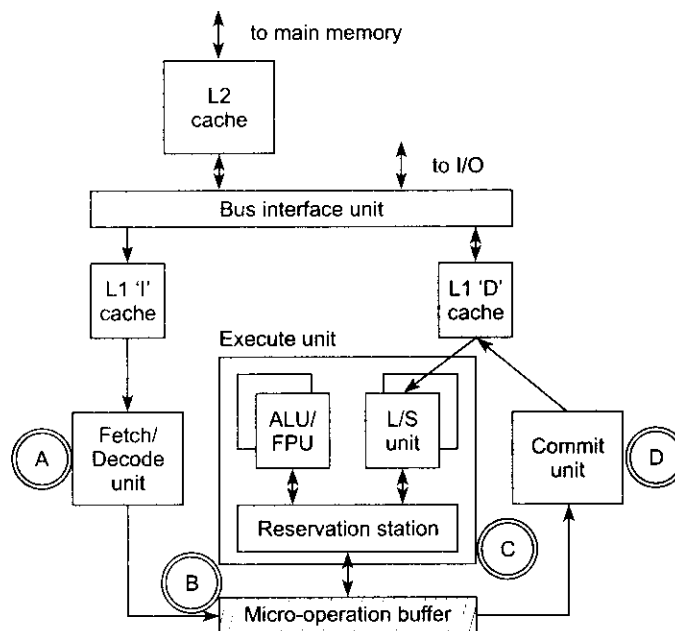 to main memory
L2
cache
to I/O
Bus interface unit
L1 'I'
cache
L1 'D'
cache
Execute unit
ALU/
FPU
L/S
unit
Fetch/
Decode
unit
Commit
unit
A
D
Reservation station
C
B
Micro-operation buffer